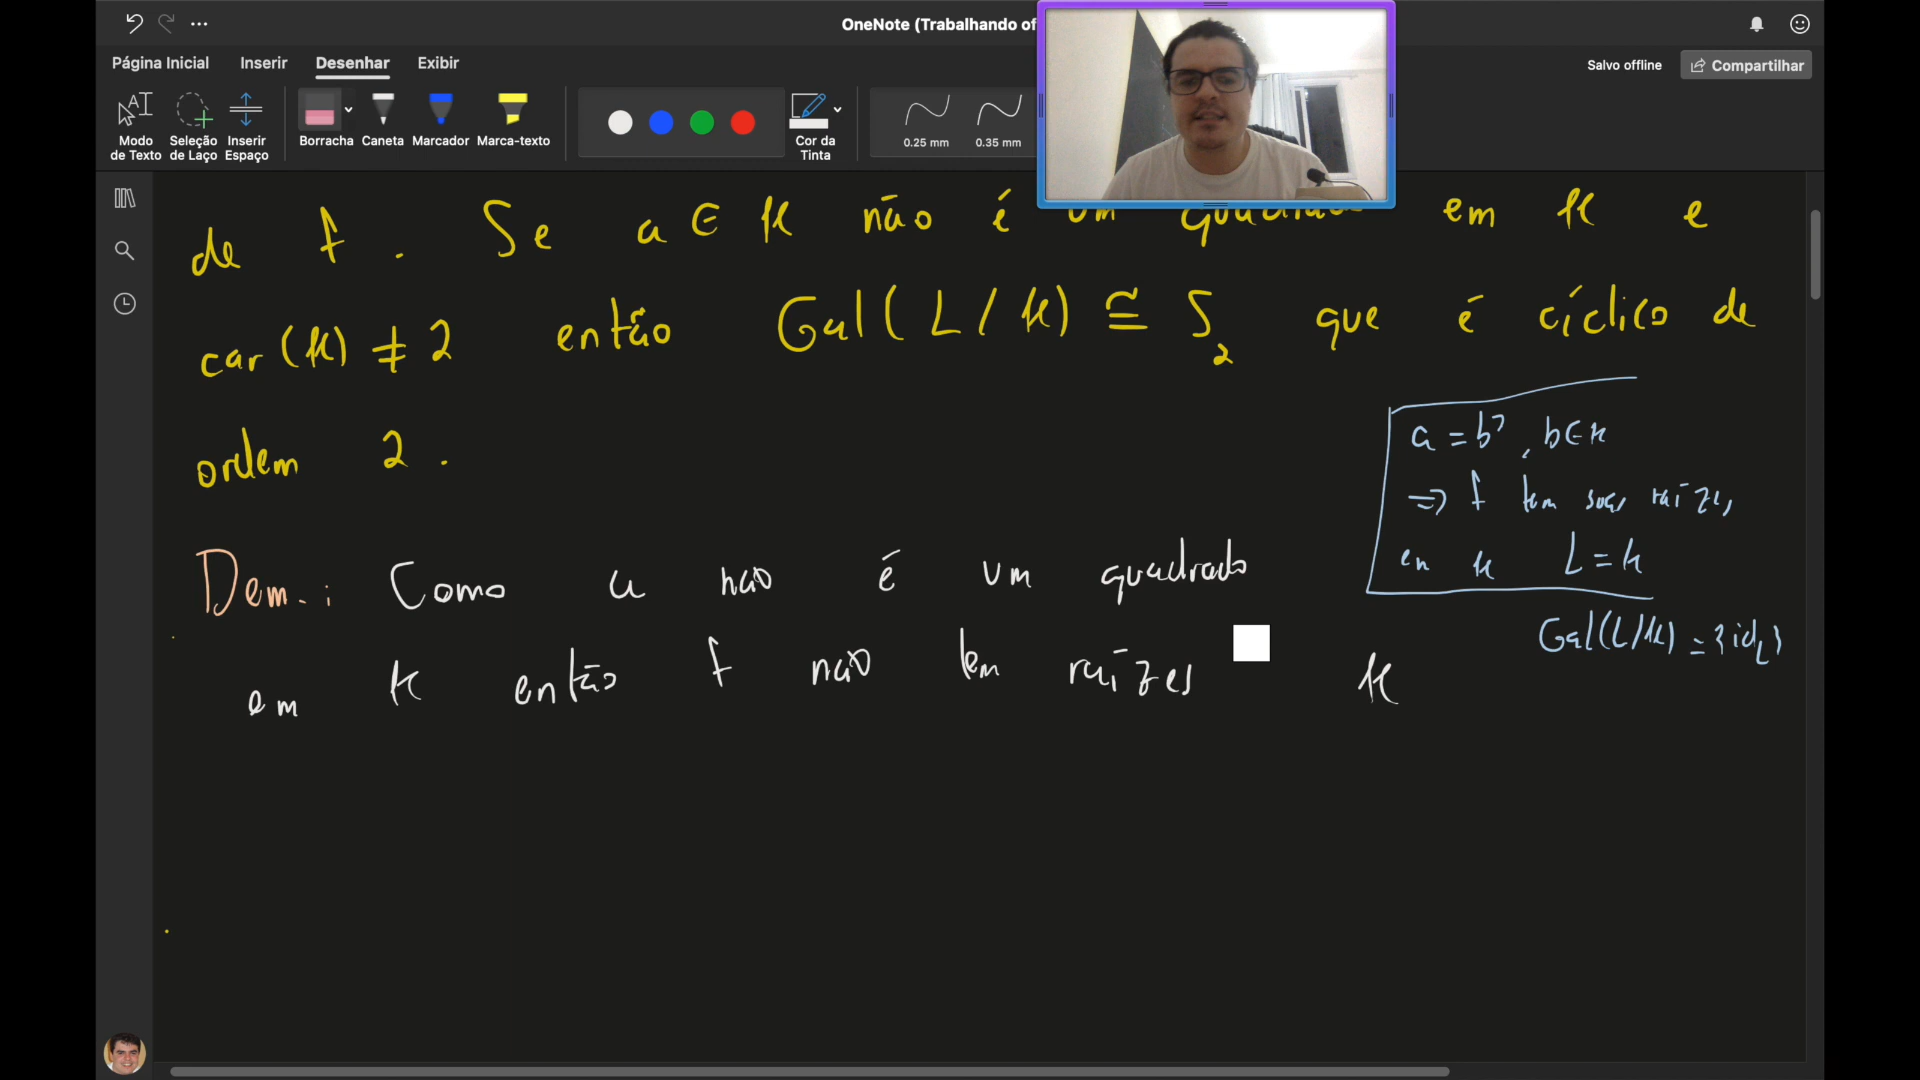 OneNote (Trabalhando of
Página Inicial Inserir Desenhar Exibir
Salvo offline Compartilhar
Modo de Texto
Seleção de Laço
Inserir Espaço
Borracha Caneta Marcador Marca-texto
Cor da Tinta
0.25 mm 0.35 mm
de f. Se a ∈ K não é um quadrado em K e
car(K) ≠ 2 então Gal(L/K) ≅ S₂ que é cíclico de
ordem 2.
a = b², b ∈ K
⇒ f tem suas raízes
em K L = K
Gal(L/K) = {id_L}
Dem.: Como a não é um quadrado
em K então f não tem raízes K